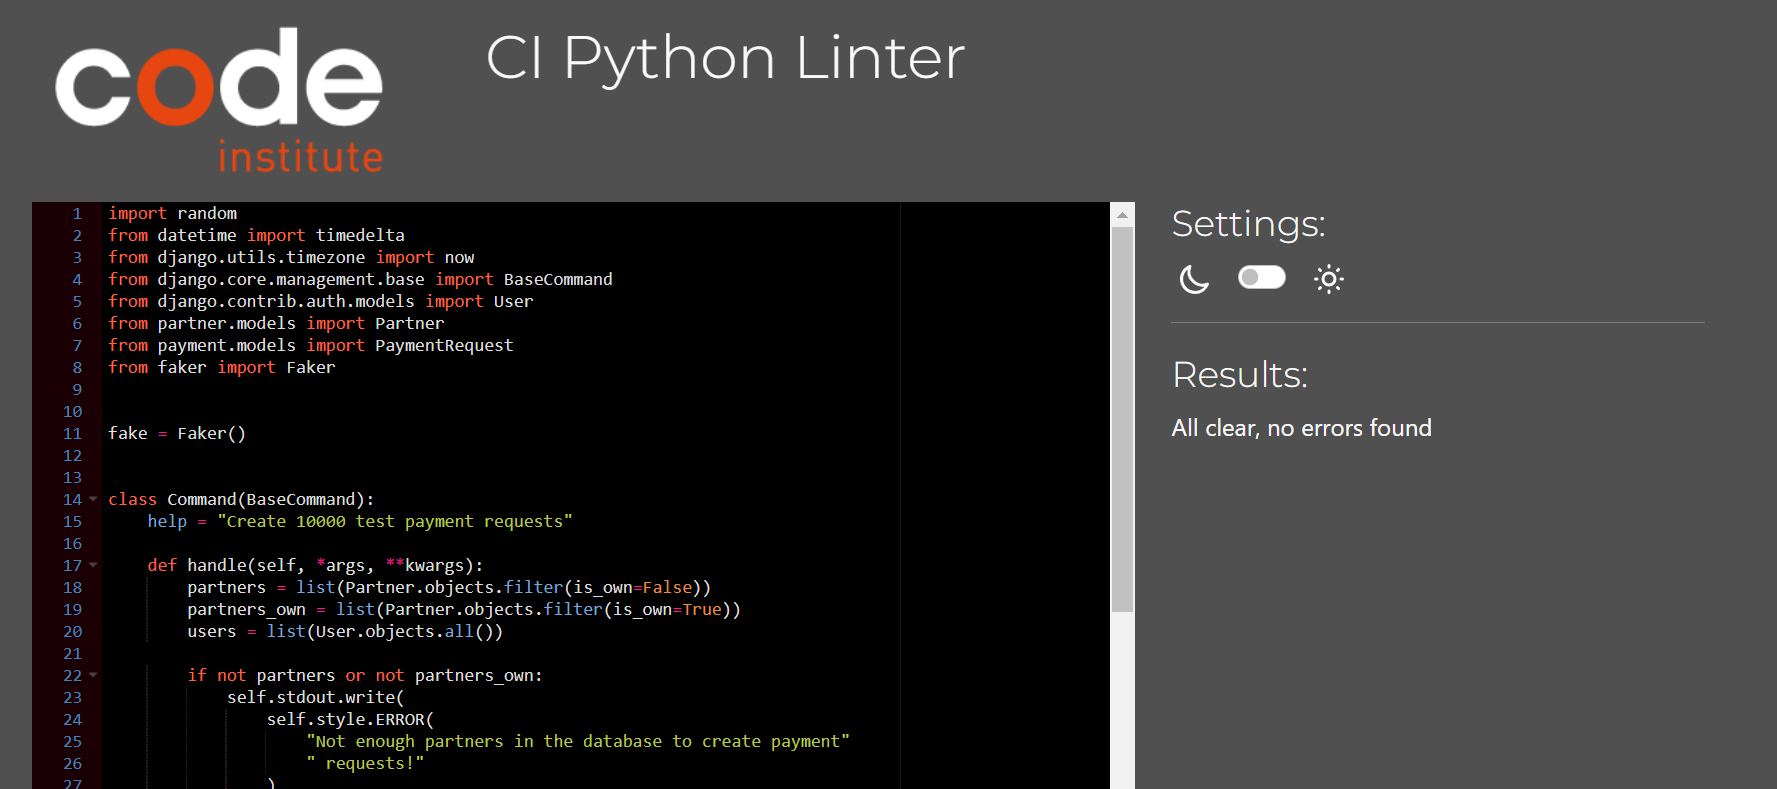 code
institute
CI Python Linter
1 import random
2 from datetime import timedelta
3 from django.utils.timezone import now
4 from django.core.management.base import BaseCommand
5 from django.contrib.auth.models import User
6 from partner.models import Partner
7 from payment.models import PaymentRequest
8 from faker import Faker
9
10
11 fake = Faker()
12
13
14 class Command(BaseCommand):
15     help = "Create 10000 test payment requests"
16
17     def handle(self, *args, **kwargs):
18         partners = list(Partner.objects.filter(is_own=False))
19         partners_own = list(Partner.objects.filter(is_own=True))
20         users = list(User.objects.all())
21
22         if not partners or not partners_own:
23             self.stdout.write(
24                 self.style.ERROR(
25                     "Not enough partners in the database to create payment"
26                     " requests!"
27                 )
Settings:
Results:
All clear, no errors found